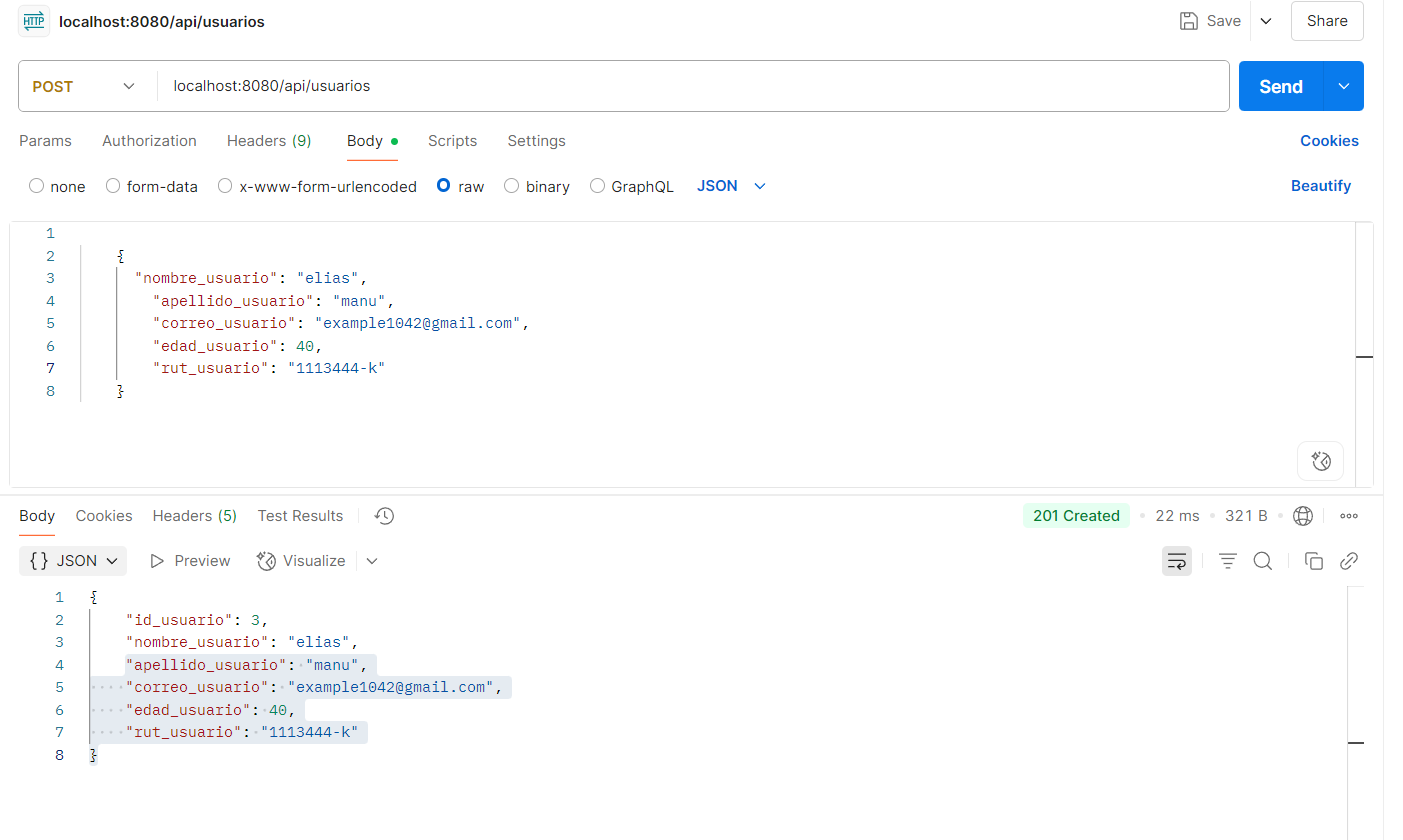 HTTP localhost:8080/api/usuarios Save Share
POST localhost:8080/api/usuarios Send
Params Authorization Headers (9) Body Scripts Settings Cookies
none form-data x-www-form-urlencoded raw binary GraphQL JSON Beautify
1
2 {
3 "nombre_usuario": "elias",
4 "apellido_usuario": "manu",
5 "correo_usuario": "example1042@gmail.com",
6 "edad_usuario": 40,
7 "rut_usuario": "1113444-k"
8 }
Body Cookies Headers (5) Test Results 201 Created 22 ms 321 B
{} JSON Preview Visualize
1 {
2 "id_usuario": 3,
3 "nombre_usuario": "elias",
4 "apellido_usuario": "manu",
5 "correo_usuario": "example1042@gmail.com",
6 "edad_usuario": 40,
7 "rut_usuario": "1113444-k"
8 }